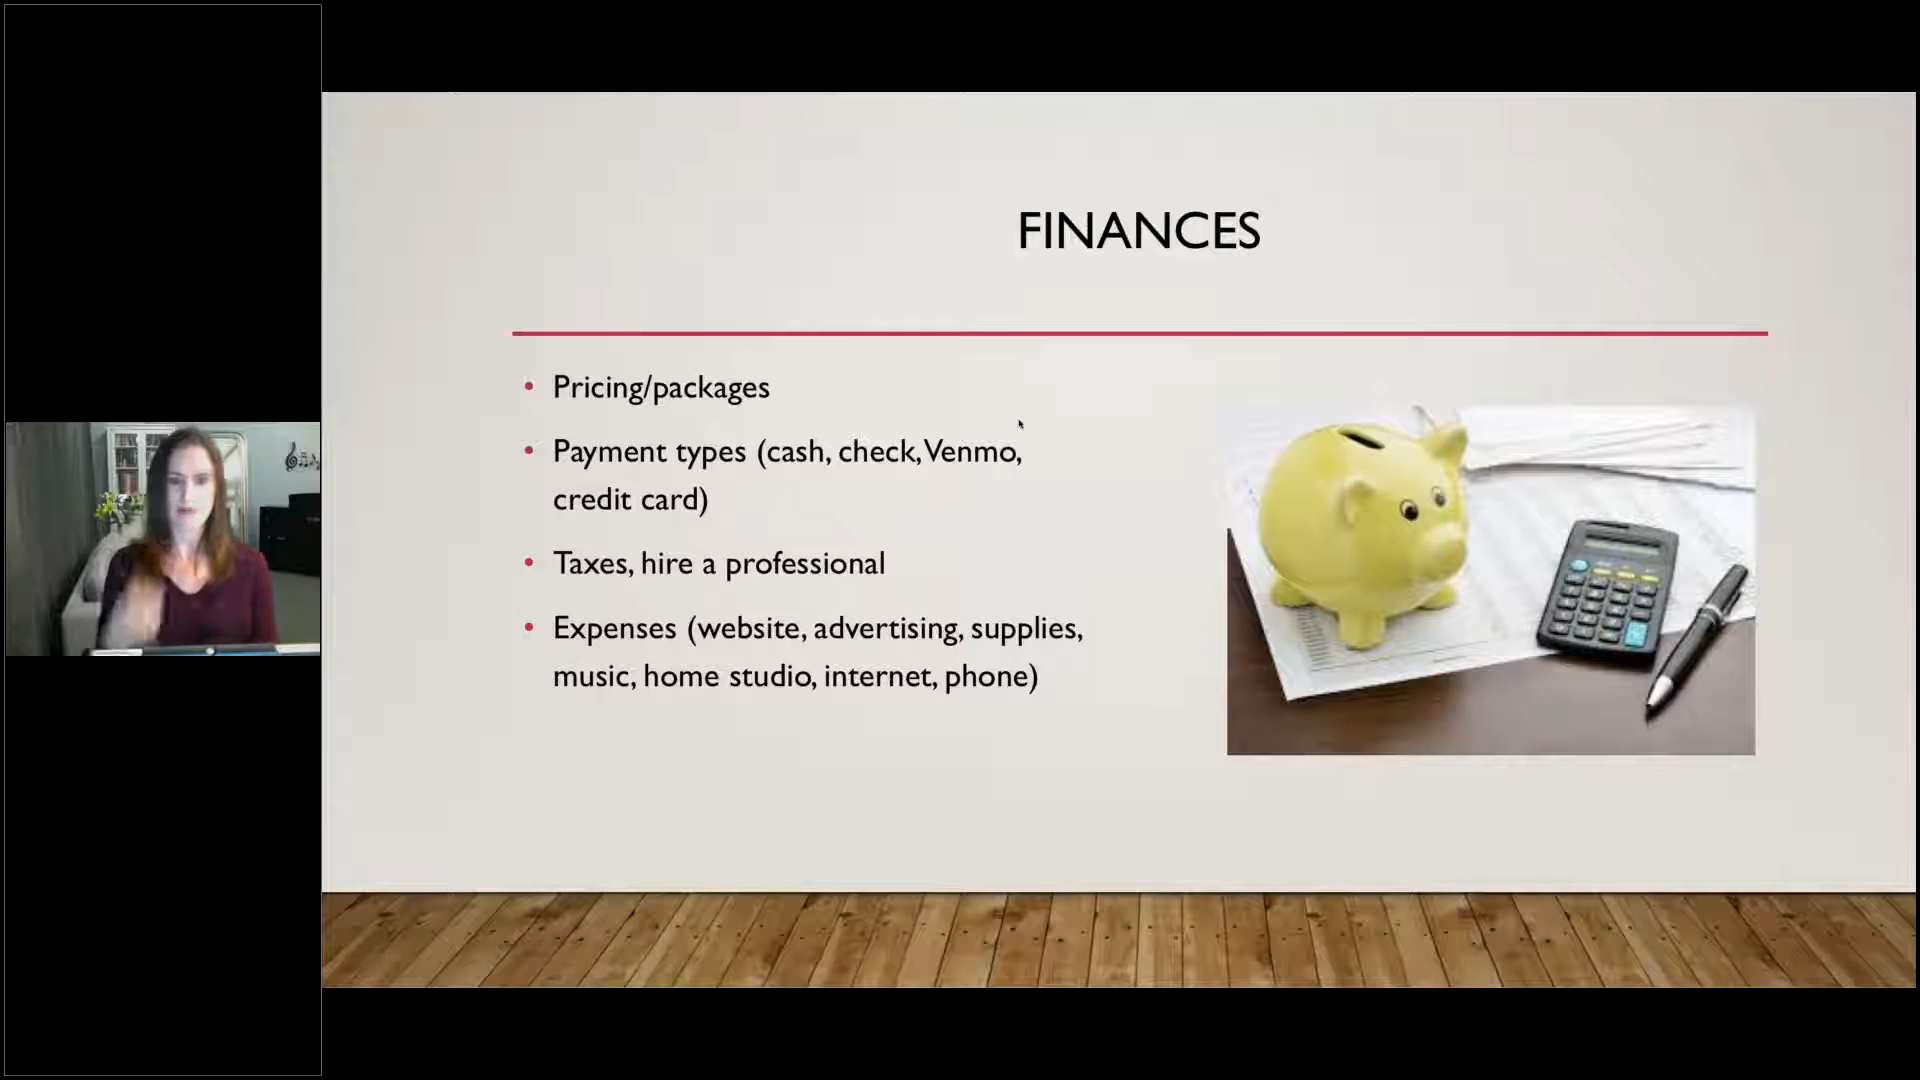 FINANCES
• Pricing/packages
• Payment types (cash, check, Venmo,
credit card)
• Taxes, hire a professional
• Expenses (website, advertising, supplies,
music, home studio, internet, phone)